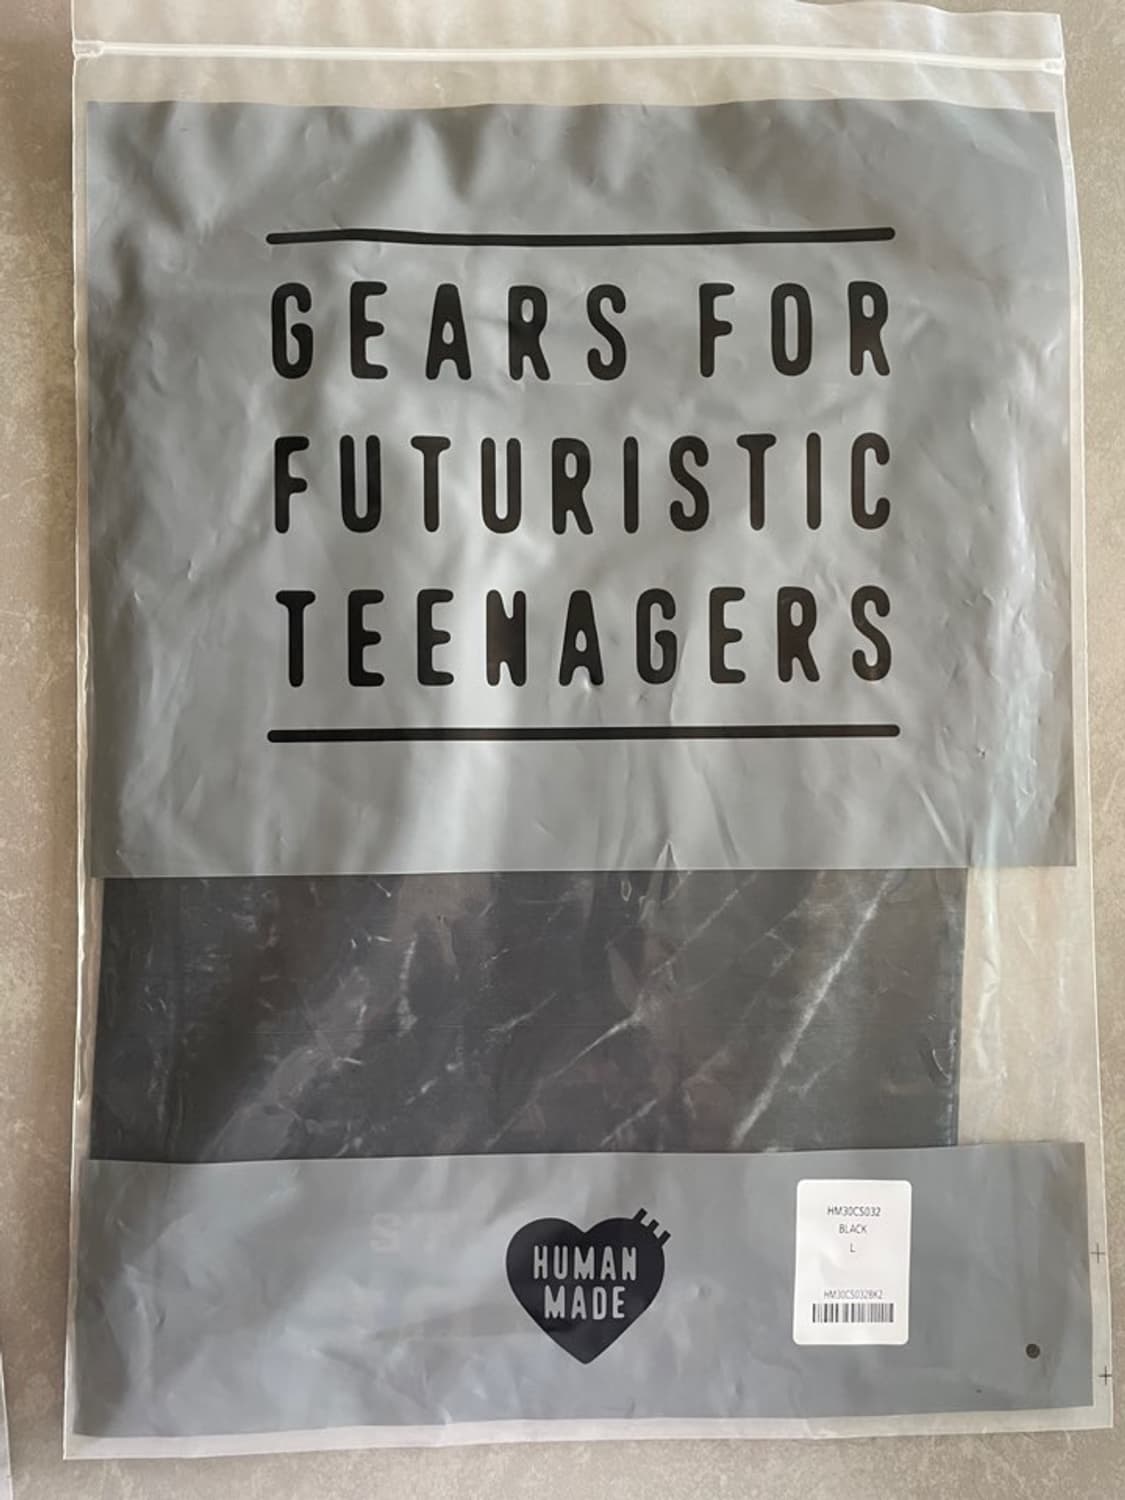 GEARS FOR
FUTURISTIC
TEENAGERS
HUMAN
MADE
HM30CS032
BLACK
L
HM30CS032BK2